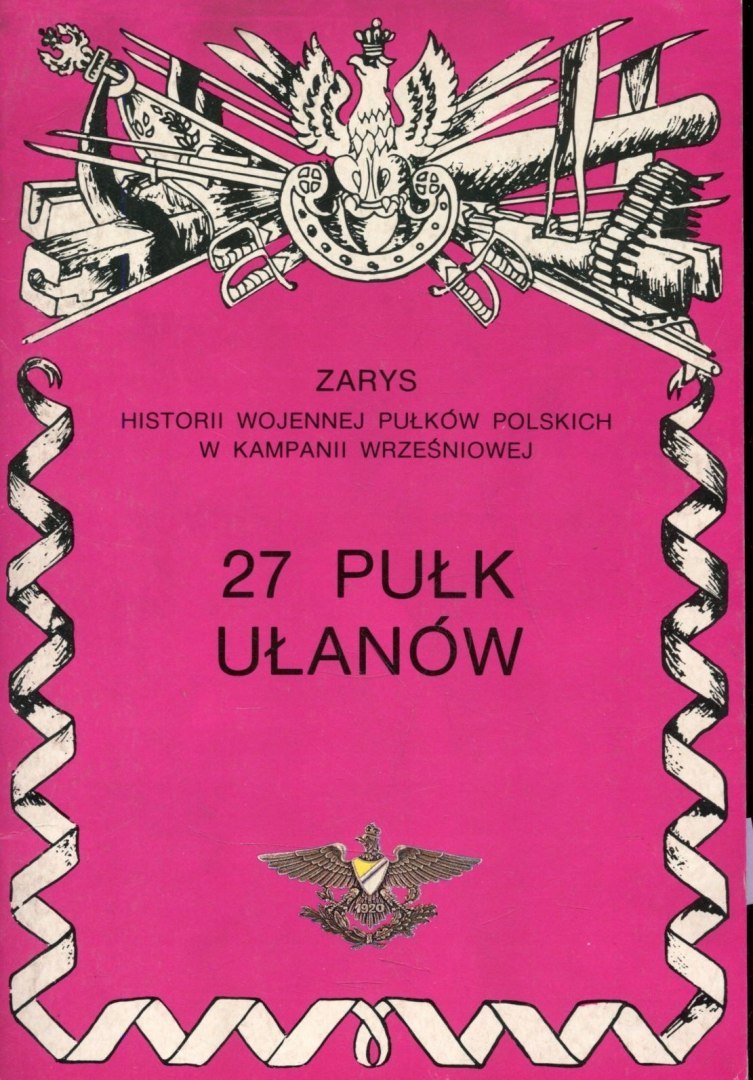 ZARYS
HISTORII WOJENNEJ PUŁKÓW POLSKICH
W KAMPANII WRZEŚNIOWEJ
27 PUŁK
UŁANÓW
1920